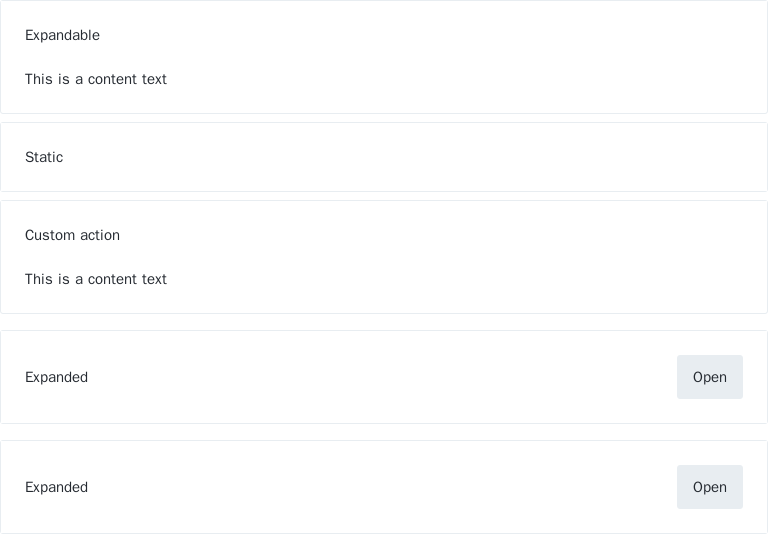 Expandable
This is a content text
Static
Custom action
This is a content text
Expanded
Open
Expanded
Open